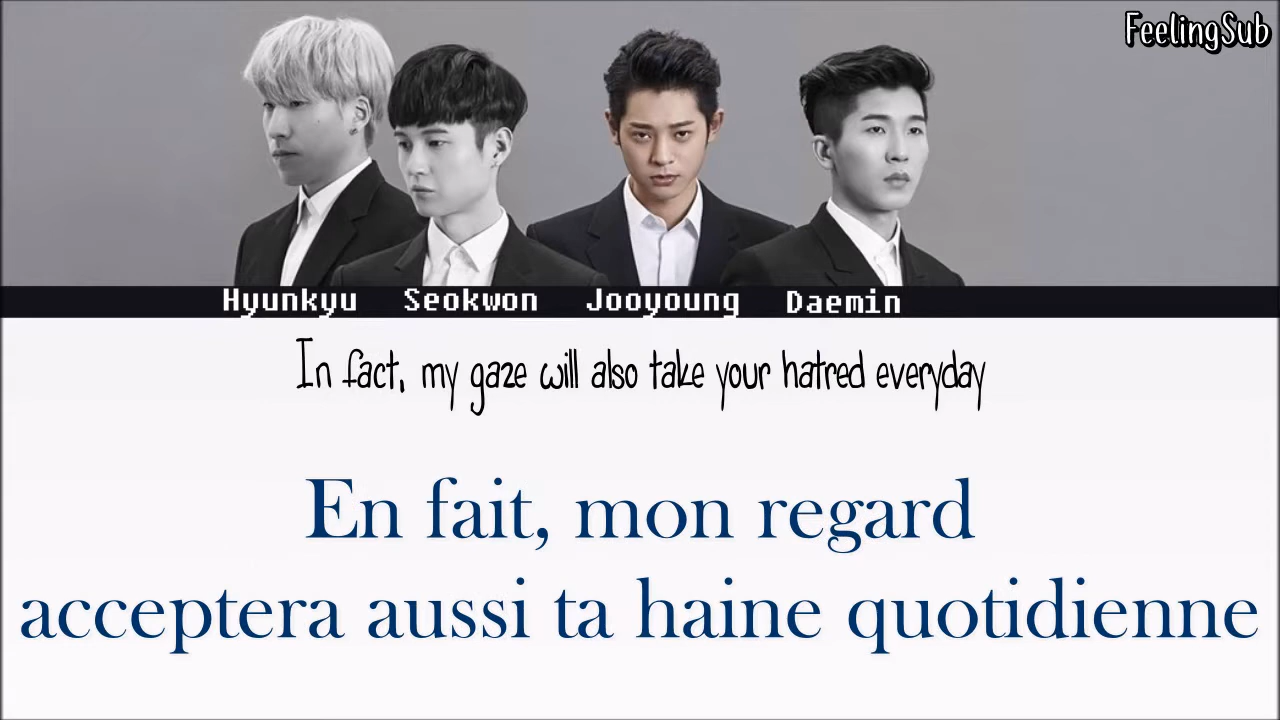 FeelingSub
Hyunkyu Seokwon Jooyoung Daemin
In fact, my gaze will also take your hatred everyday
En fait, mon regard
acceptera aussi ta haine quotidienne